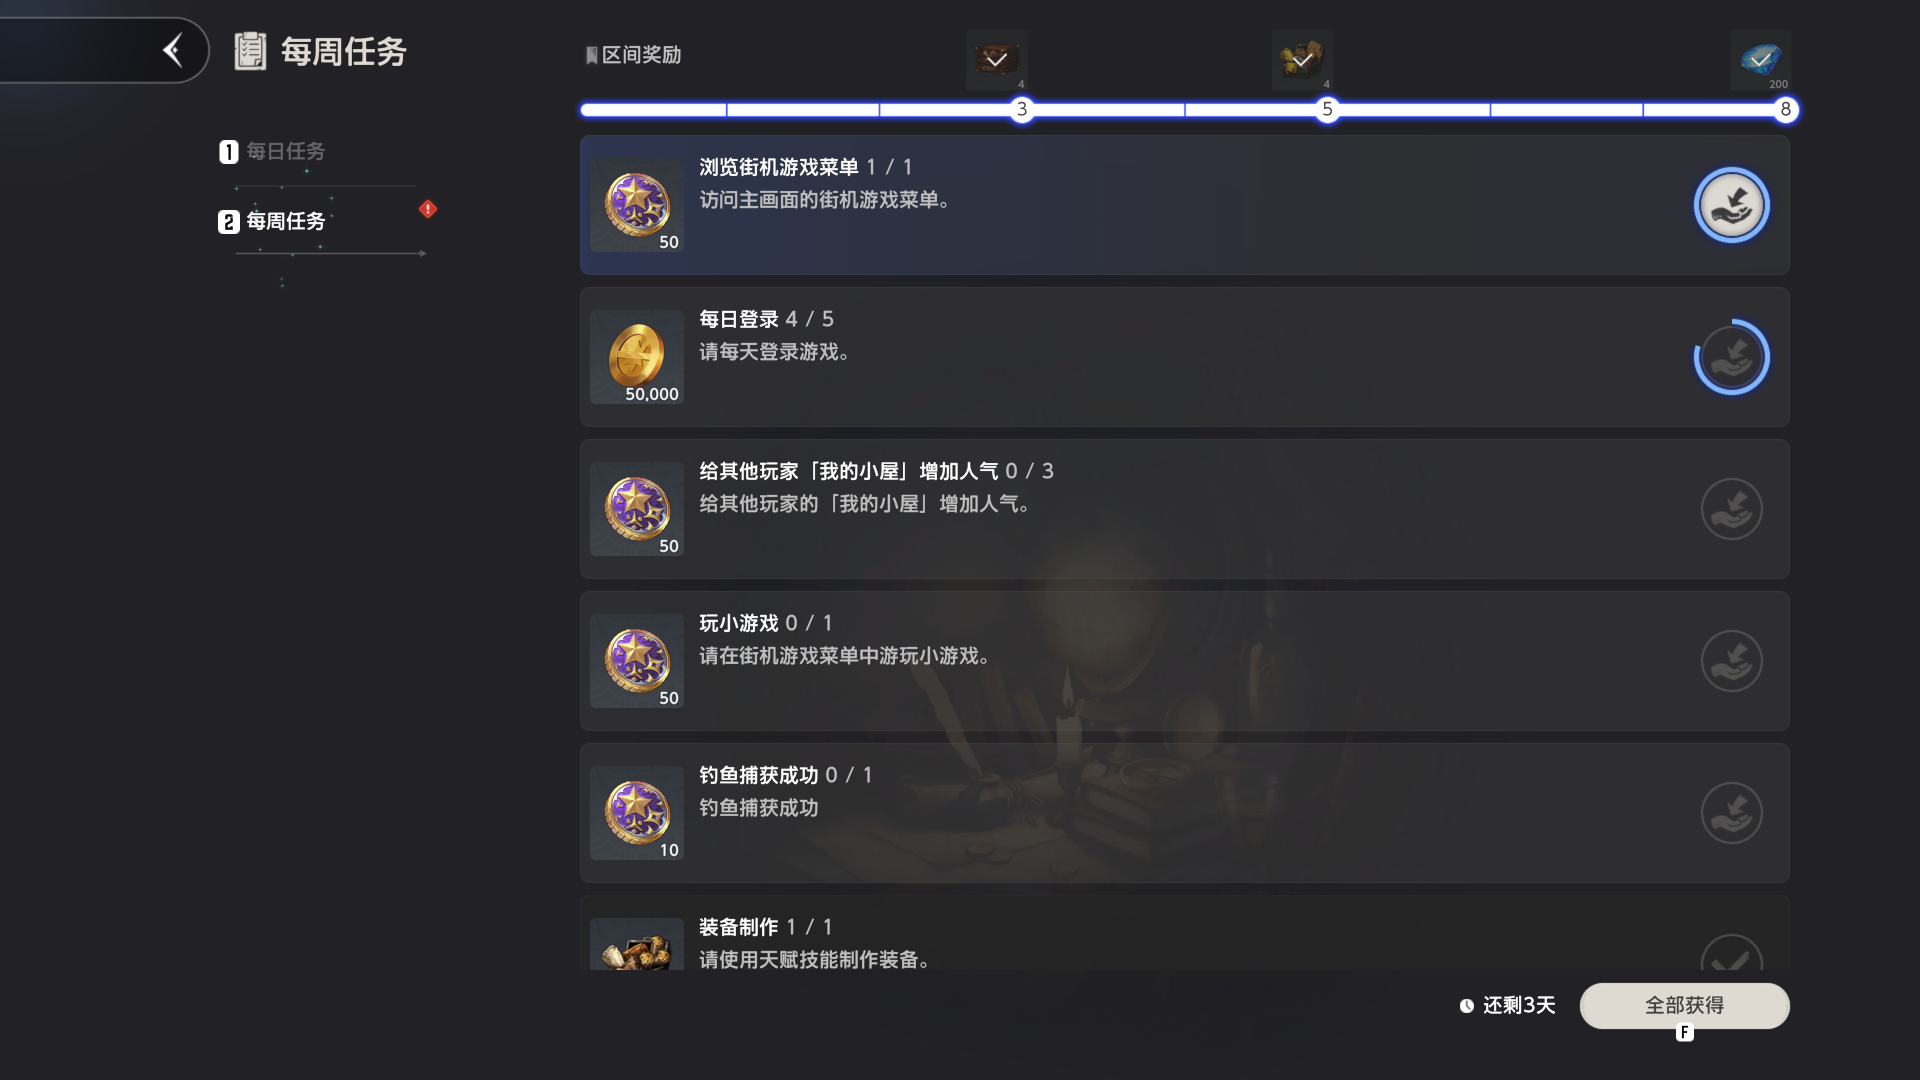 每周任务
区间奖励
4
4
200
3
5
8
1 每日任务
2 每周任务
浏览街机游戏菜单 1 / 1
访问主画面的街机游戏菜单。
50
每日登录 4 / 5
请每天登录游戏。
50,000
给其他玩家「我的小屋」增加人气 0 / 3
给其他玩家的「我的小屋」增加人气。
50
玩小游戏 0 / 1
请在街机游戏菜单中游玩小游戏。
50
钓鱼捕获成功 0 / 1
钓鱼捕获成功
10
装备制作 1 / 1
请使用天赋技能制作装备。
还剩3天
全部获得
F